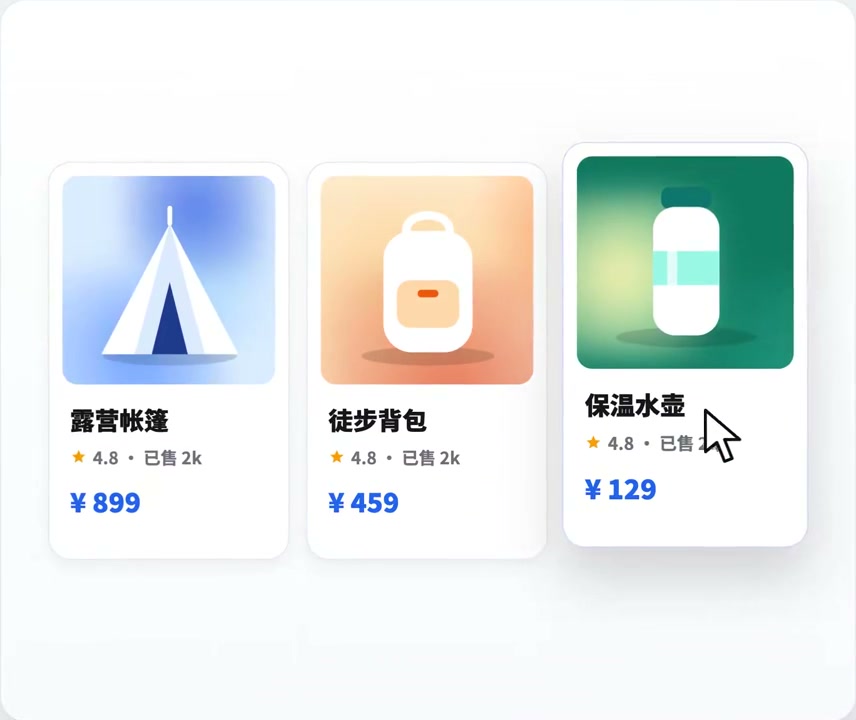 露营帐篷
4.8 · 已售 2k
¥ 899
徒步背包
4.8 · 已售 2k
¥ 459
保温水壶
4.8 · 已售
¥ 129